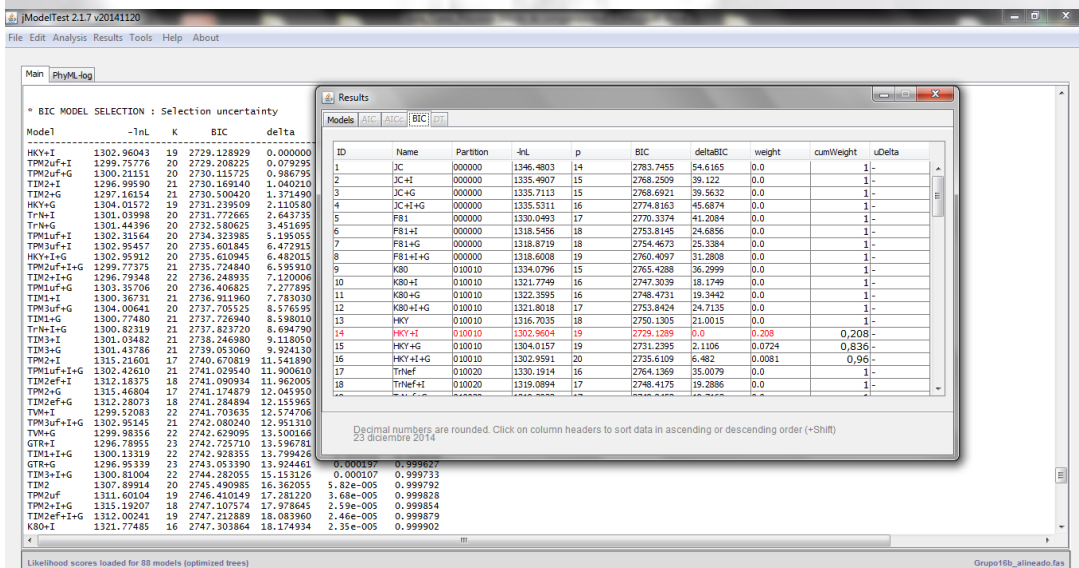 jModelTest 2.1.7 v20141120
File Edit Analysis Results Tools Help About
Main PhyML-log
* BIC MODEL SELECTION : Selection uncertainty
Model -lnL K BIC delta
HKY+I 1302.96043 19 2729.128929 0.000000
TPM2uf+I 1299.75776 20 2729.208225 0.079295
TPM2uf+G 1300.21151 20 2730.115725 0.986795
TIM2+I 1296.99590 21 2730.169140 1.040210
TIM2+G 1297.16154 21 2730.500420 1.371490
HKY+G 1304.01572 19 2731.239509 2.110580
TrN+I 1301.03998 20 2731.772665 2.643735
TrN+G 1301.44396 20 2732.580625 3.451695
TPM1uf+I 1302.31564 20 2734.323985 5.195055
TPM3uf+I 1302.95457 20 2735.601845 6.472915
HKY+I+G 1302.95912 20 2735.610945 6.482015
TPM2uf+I+G 1299.77375 21 2735.724840 6.595910
TIM2+I+G 1296.79348 22 2736.248935 7.120006
TPM1uf+G 1303.35706 20 2736.406825 7.277895
TIM1+I 1300.36731 21 2736.911960 7.783030
TPM3uf+G 1304.00641 20 2737.705525 8.576595
TIM1+G 1300.77480 21 2737.726940 8.598010
TrN+I+G 1300.82319 21 2737.823720 8.694790
TIM3+I 1301.03482 21 2738.246980 9.118050
TIM3+G 1301.43786 21 2739.053060 9.924130
TPM2+I 1315.21601 17 2740.670819 11.541890
TPM1uf+I+G 1302.42610 21 2741.029540 11.900610
TIM2ef+I 1312.18375 18 2741.090934 11.962005
TPM2+G 1315.46804 17 2741.174879 12.045950
TIM2ef+G 1312.28073 18 2741.284894 12.155965
TVM+I 1299.52083 22 2741.703635 12.574706
TPM3uf+I+G 1302.95145 21 2742.080240 12.951310
TVM+G 1299.98356 22 2742.629095 13.500166
GTR+I 1296.78955 23 2742.725710 13.596781
TIM1+I+G 1300.13319 22 2742.928355 13.799426
GTR+G 1296.95339 23 2743.053390 13.924461 0.000197 0.999627
TIM3+I+G 1300.81004 22 2744.282055 15.153126 0.000107 0.999733
TIM2 1307.89914 20 2745.490985 16.362055 5.82e-005 0.999792
TPM2uf 1311.60104 19 2746.410149 17.281220 3.68e-005 0.999828
TPM2+I+G 1315.19207 18 2747.107574 17.978645 2.59e-005 0.999854
TIM2ef+I+G 1312.00241 19 2747.212889 18.083960 2.46e-005 0.999879
K80+I 1321.77485 16 2747.303864 18.174934 2.35e-005 0.999902
Results
Models AIC AICc BIC DT
ID Name Partition -lnL p BIC deltaBIC weight cumWeight uDelta
1 JC 000000 1346.4803 14 2783.7455 54.6165 0.0 1 -
2 JC+I 000000 1335.4907 15 2768.2509 39.122 0.0 1 -
3 JC+G 000000 1335.7113 15 2768.6921 39.5632 0.0 1 -
4 JC+I+G 000000 1335.5311 16 2774.8163 45.6874 0.0 1 -
5 F81 000000 1330.0493 17 2770.3374 41.2084 0.0 1 -
6 F81+I 000000 1318.5456 18 2753.8145 24.6856 0.0 1 -
7 F81+G 000000 1318.8719 18 2754.4673 25.3384 0.0 1 -
8 F81+I+G 000000 1318.6008 19 2760.4097 31.2808 0.0 1 -
9 K80 010010 1334.0796 15 2765.4288 36.2999 0.0 1 -
10 K80+I 010010 1321.7749 16 2747.3039 18.1749 0.0 1 -
11 K80+G 010010 1322.3595 16 2748.4731 19.3442 0.0 1 -
12 K80+I+G 010010 1321.8018 17 2753.8424 24.7135 0.0 1 -
13 HKY 010010 1316.7035 18 2750.1305 21.0015 0.0 1 -
14 HKY+I 010010 1302.9604 19 2729.1289 0.0 0.208 0,208 -
15 HKY+G 010010 1304.0157 19 2731.2395 2.1106 0.0724 0,836 -
16 HKY+I+G 010010 1302.9591 20 2735.6109 6.482 0.0081 0,96 -
17 TrNef 010020 1330.1914 16 2764.1369 35.0079 0.0 1 -
18 TrNef+I 010020 1319.0894 17 2748.4175 19.2886 0.0 1 -
Decimal numbers are rounded. Click on column headers to sort data in ascending or descending order (+Shift)
23 diciembre 2014
Likelihood scores loaded for 88 models (optimized trees)
Grupo16b_alineado.fas